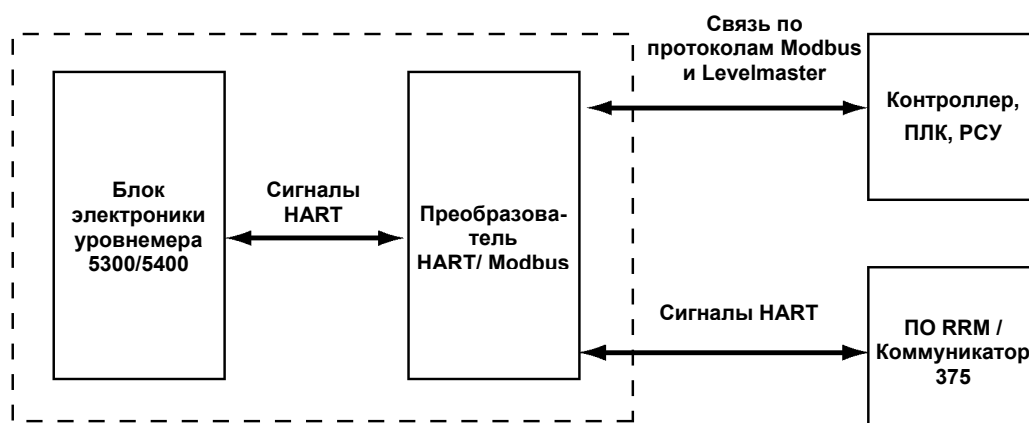 Связь по
протоколам Modbus
и Levelmaster
Контроллер,
ПЛК, РСУ
Блок
электроники
уровнемера
5300/5400
Сигналы
HART
Преобразова-
тель
HART/ Modbus
Сигналы HART
ПО RRM /
Коммуникатор
375